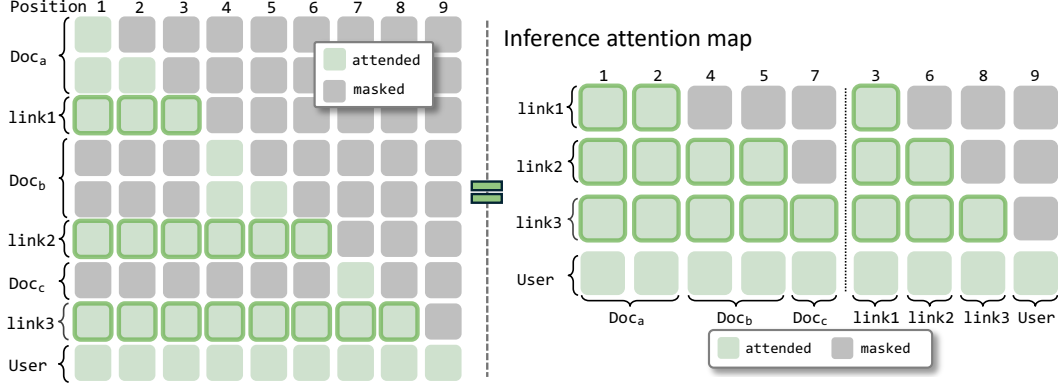 Position 1 2 3 4 5 6 7 8 9
Doca
attended
masked
link1
Docb
link2
Docc
link3
User
Inference attention map
1 2 4 5 7 3 6 8 9
link1
link2
link3
User
Doca Docb Docc link1 link2 link3 User
attended masked